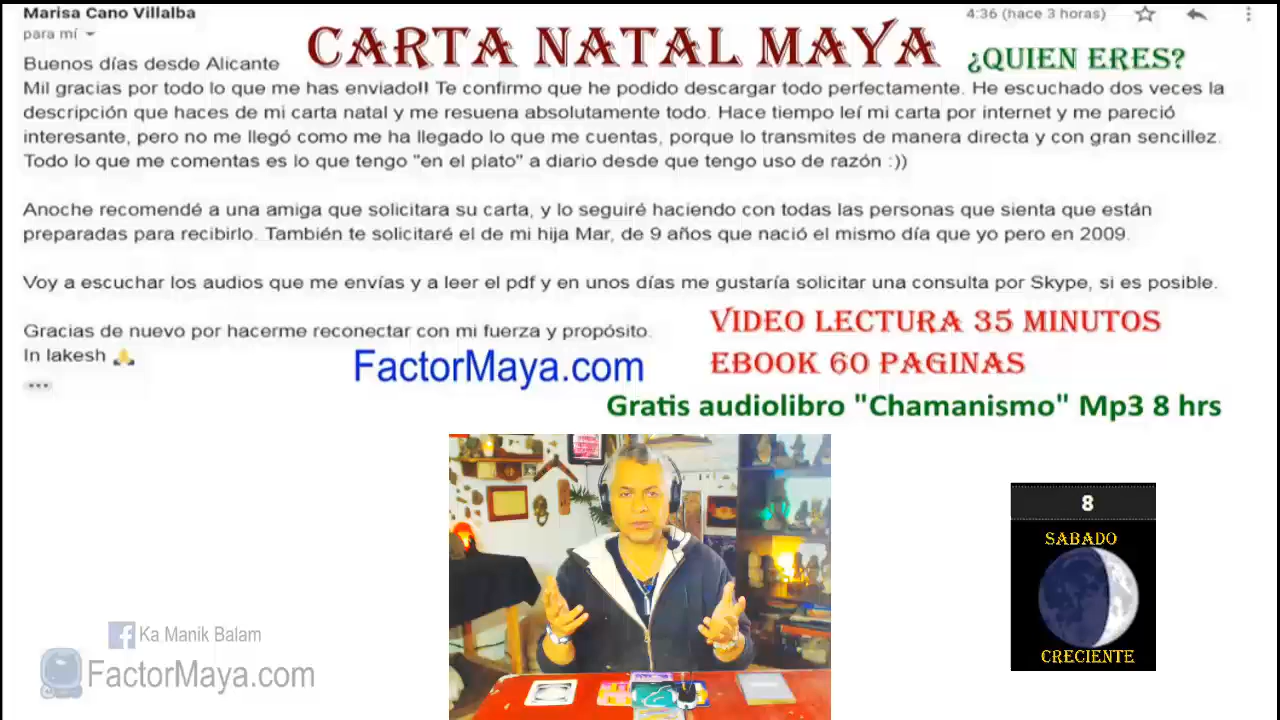 Marisa Cano Villalba
4:36 (hace 3 horas)
para mí
CARTA NATAL MAYA
¿QUIEN ERES?
Buenos días desde Alicante
Mil gracias por todo lo que me has enviado!! Te confirmo que he podido descargar todo perfectamente. He escuchado dos veces la
descripción que haces de mi carta natal y me resuena absolutamente todo. Hace tiempo leí mi carta por internet y me pareció
interesante, pero no me llegó como me ha llegado lo que me cuentas, porque lo transmites de manera directa y con gran sencillez.
Todo lo que me comentas es lo que tengo "en el plato" a diario desde que tengo uso de razón :))
Anoche recomendé a una amiga que solicitara su carta, y lo seguiré haciendo con todas las personas que sienta que están
preparadas para recibirlo. También te solicitaré el de mi hija Mar, de 9 años que nació el mismo día que yo pero en 2009.
Voy a escuchar los audios que me envías y a leer el pdf y en unos días me gustaría solicitar una consulta por Skype, si es posible.
Gracias de nuevo por hacerme reconectar con mi fuerza y propósito.
In lakesh 🙏
VIDEO LECTURA 35 MINUTOS
FactorMaya.com
EBOOK 60 PAGINAS
Gratis audiolibro "Chamanismo" Mp3 8 hrs
8
SABADO
CRECIENTE
Ka Manik Balam
FactorMaya.com